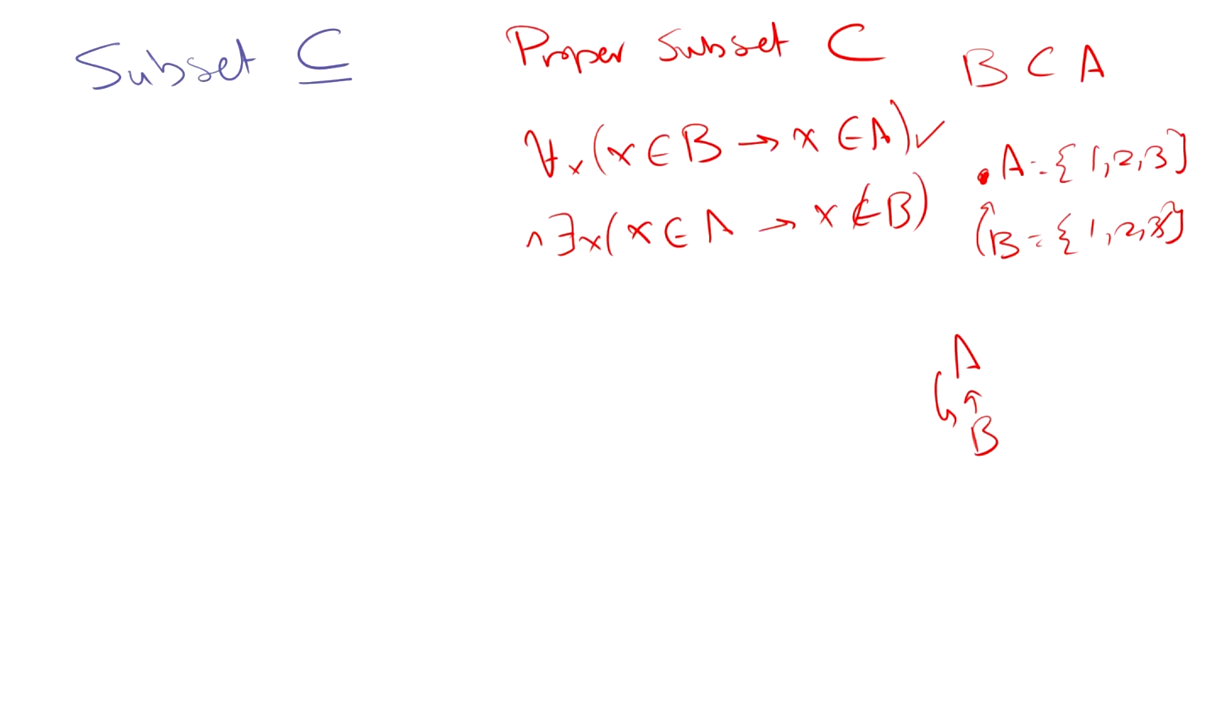 Subset ⊆
Proper Subset ⊂
B ⊂ A
∀x(x ∈ B → x ∈ A) ✓
∧ ∃x(x ∈ A → x ∉ B)
. A = { 1, 2, 3 }
B = { 1, 2, 3 }
A
B